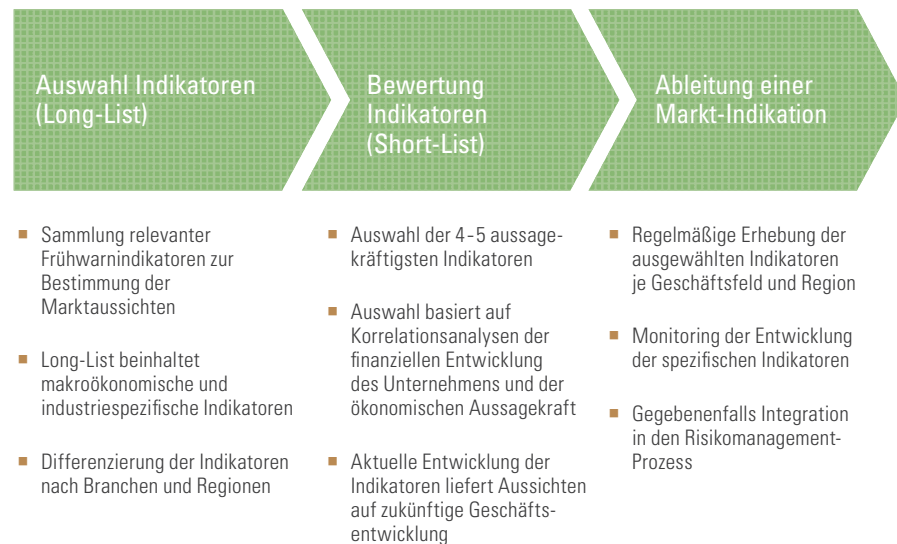 Auswahl Indikatoren
(Long-List)
Bewertung
Indikatoren
(Short-List)
Ableitung einer
Markt-Indikation
■ Sammlung relevanter
Frühwarnindikatoren zur
Bestimmung der
Marktaussichten
■ Long-List beinhaltet
makroökonomische und
industriespezifische Indikatoren
■ Differenzierung der Indikatoren
nach Branchen und Regionen
■ Auswahl der 4-5 aussage-
kräftigsten Indikatoren
■ Auswahl basiert auf
Korrelationsanalysen der
finanziellen Entwicklung
des Unternehmens und der
ökonomischen Aussagekraft
■ Aktuelle Entwicklung der
Indikatoren liefert Aussichten
auf zukünftige Geschäfts-
entwicklung
■ Regelmäßige Erhebung der
ausgewählten Indikatoren
je Geschäftsfeld und Region
■ Monitoring der Entwicklung
der spezifischen Indikatoren
■ Gegebenenfalls Integration
in den Risikomanagement-
Prozess